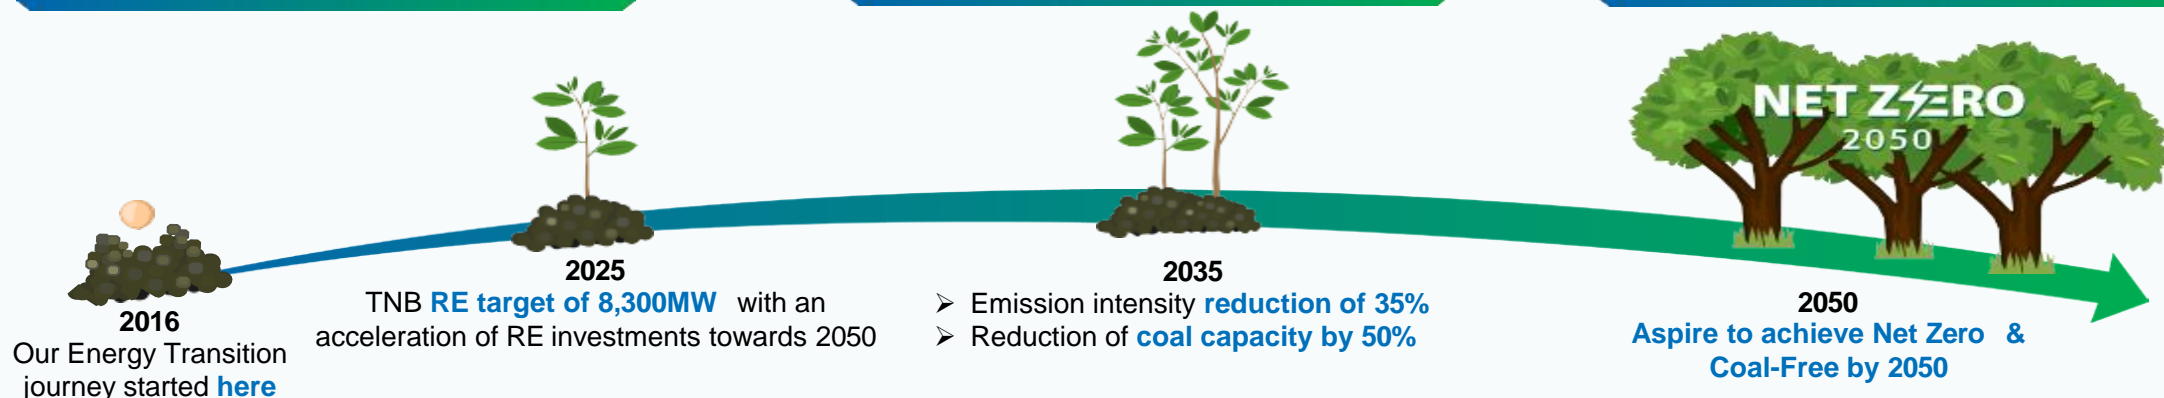 NET ZERO
2050
2016
Our Energy Transition
journey started here
2025
TNB RE target of 8,300MW with an
acceleration of RE investments towards 2050
2035
➢ Emission intensity reduction of 35%
➢ Reduction of coal capacity by 50%
2050
Aspire to achieve Net Zero &
Coal-Free by 2050